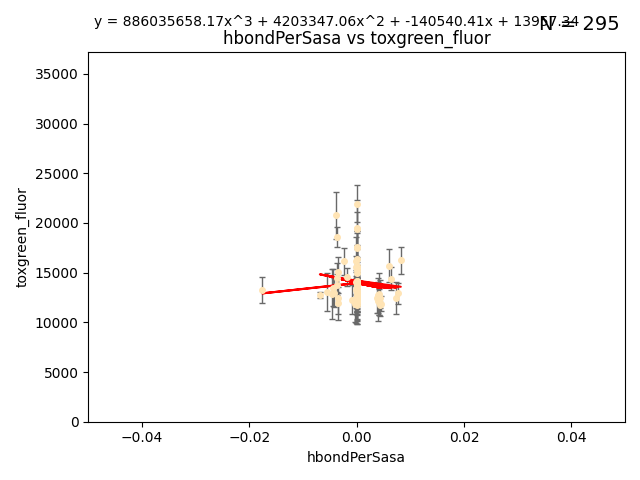 y = 886035658.17x^3 + 4203347.06x^2 + -140540.41x + 13957.34
N = 295
hbondPerSasa vs toxgreen_fluor
35000
30000
25000
20000
15000
10000
5000
0
toxgreen_fluor
−0.04
−0.02
0.00
0.02
0.04
hbondPerSasa